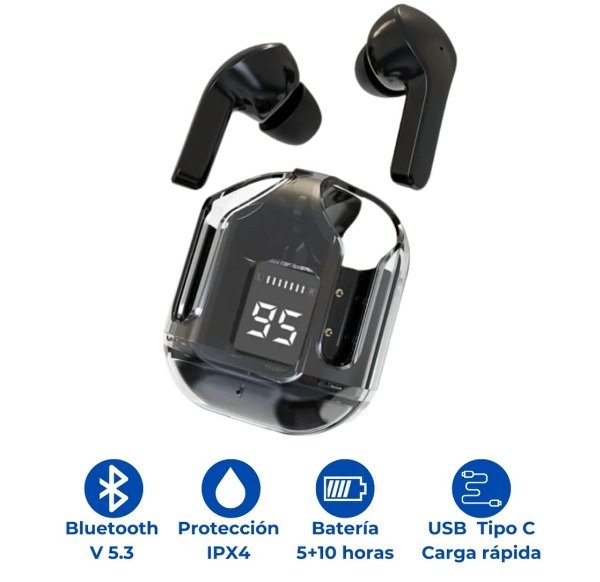 L R
95
Bluetooth
V 5.3
Protección
IPX4
Batería
5+10 horas
USB Tipo C
Carga rápida